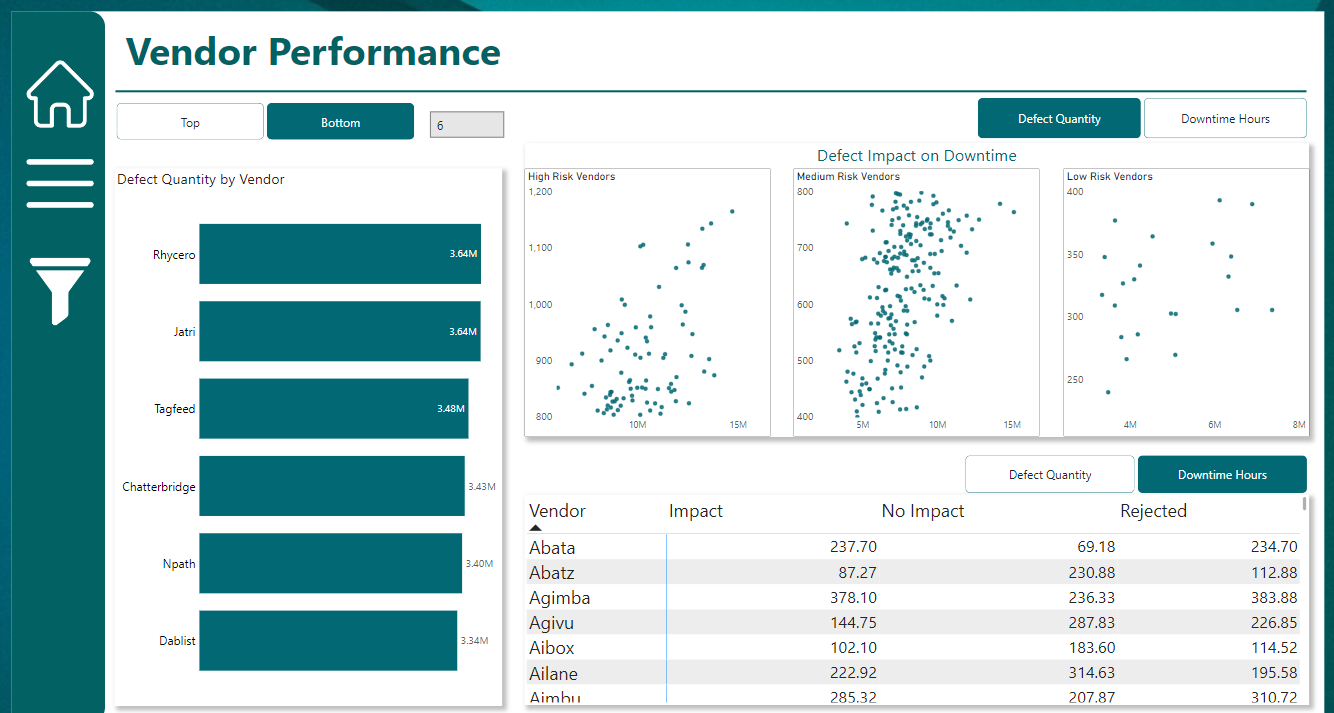 Vendor Performance
Top
Bottom
6
Defect Quantity
Downtime Hours
Defect Quantity by Vendor
Rhycero
3.64M
Jatri
3.64M
Tagfeed
3.48M
Chatterbridge
3.43M
Npath
3.40M
Dablist
3.34M
Defect Impact on Downtime
High Risk Vendors
1,200
1,100
1,000
900
800
10M
15M
Medium Risk Vendors
800
700
600
500
400
5M
10M
15M
Low Risk Vendors
400
350
300
250
4M
6M
8M
Defect Quantity
Downtime Hours
Vendor Impact No Impact Rejected
Abata 237.70 69.18 234.70
Abatz 87.27 230.88 112.88
Agimba 378.10 236.33 383.88
Agivu 144.75 287.83 226.85
Aibox 102.10 183.60 114.52
Ailane 222.92 314.63 195.58
Aimbu 285.32 207.87 310.72